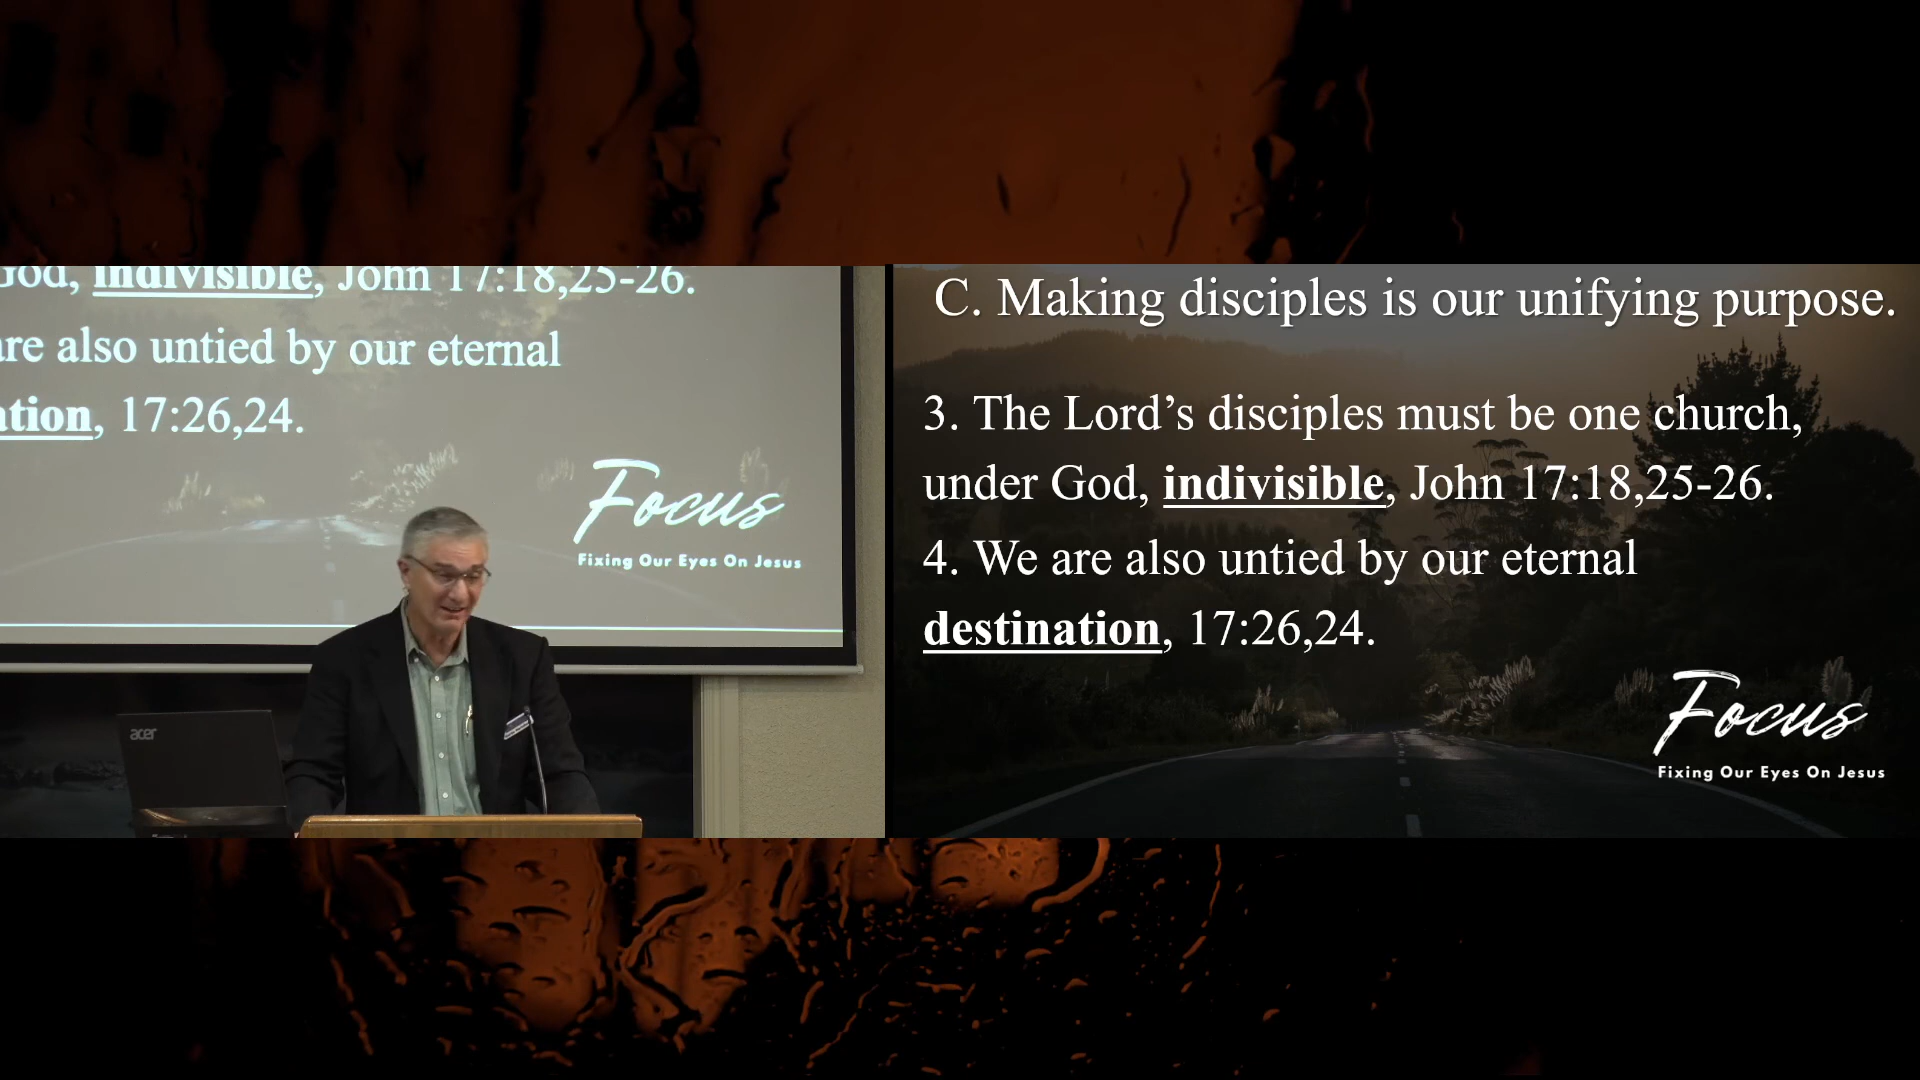 God, indivisible, John 17:18,25-26.
are also untied by our eternal
ation, 17:26,24.
Focus
Fixing Our Eyes On Jesus
acer
C. Making disciples is our unifying purpose.
3. The Lord’s disciples must be one church,
under God, indivisible, John 17:18,25-26.
4. We are also untied by our eternal
destination, 17:26,24.
Focus
Fixing Our Eyes On Jesus